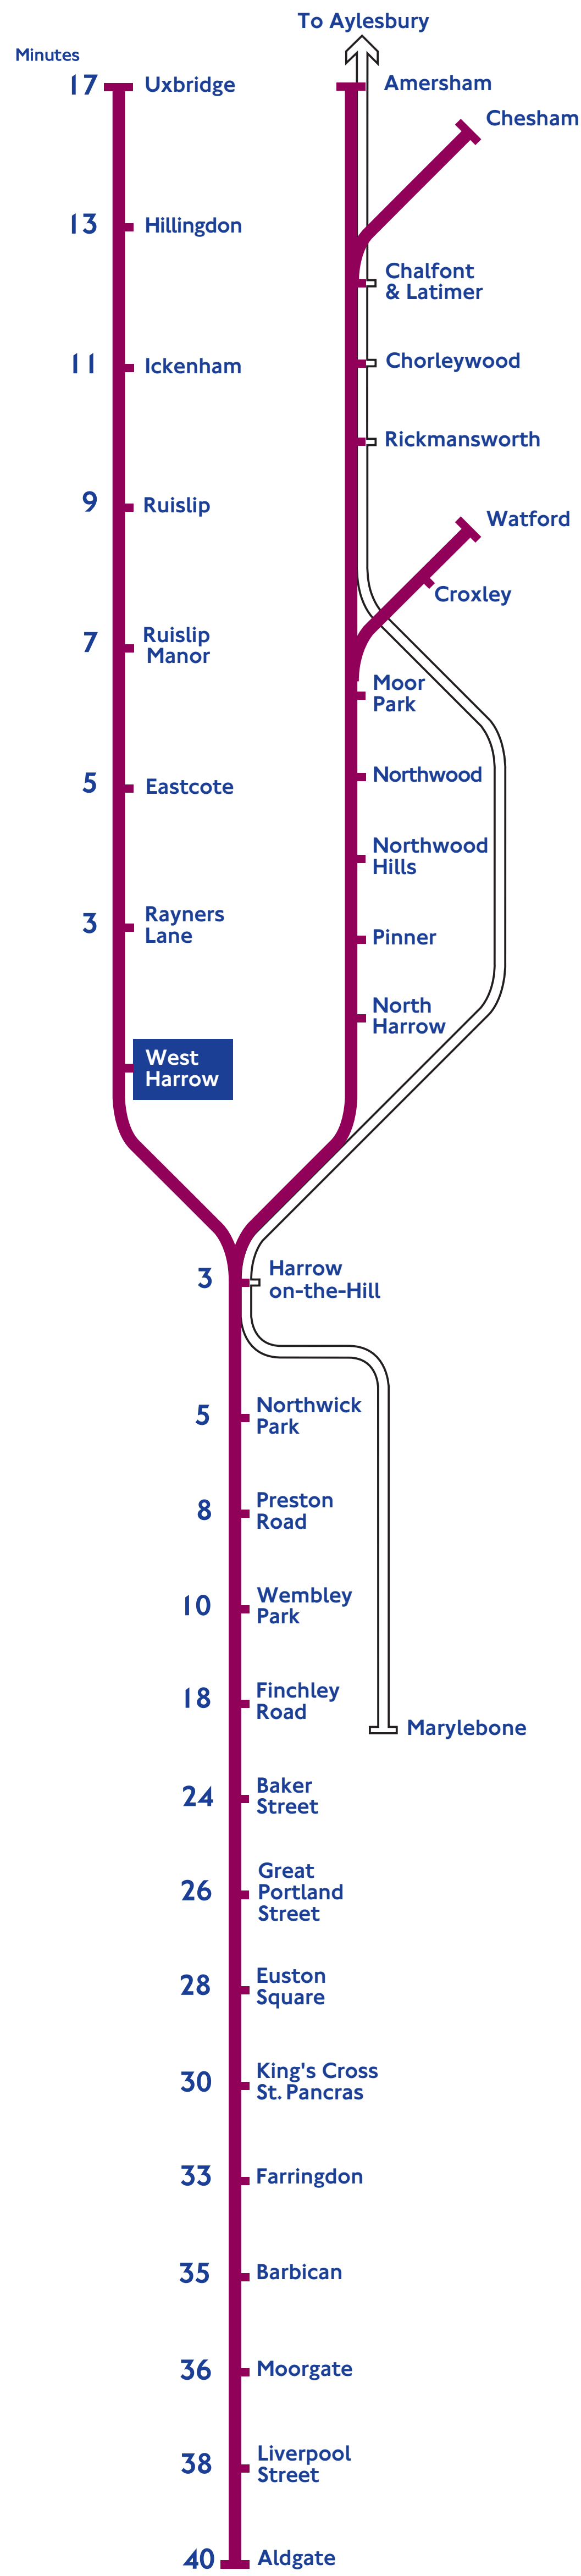 To Aylesbury
Minutes
17 Uxbridge
Amersham
Chesham
13 Hillingdon
Chalfont
& Latimer
11 Ickenham
Chorleywood
Rickmansworth
9 Ruislip
Watford
Croxley
7 Ruislip
Manor
Moor
Park
5 Eastcote
Northwood
Northwood
Hills
3 Rayners
Lane
Pinner
North
Harrow
West
Harrow
3 Harrow
on-the-Hill
5 Northwick
Park
8 Preston
Road
10 Wembley
Park
18 Finchley
Road
Marylebone
24 Baker
Street
26 Great
Portland
Street
28 Euston
Square
30 King's Cross
St. Pancras
33 Farringdon
35 Barbican
36 Moorgate
38 Liverpool
Street
40 Aldgate